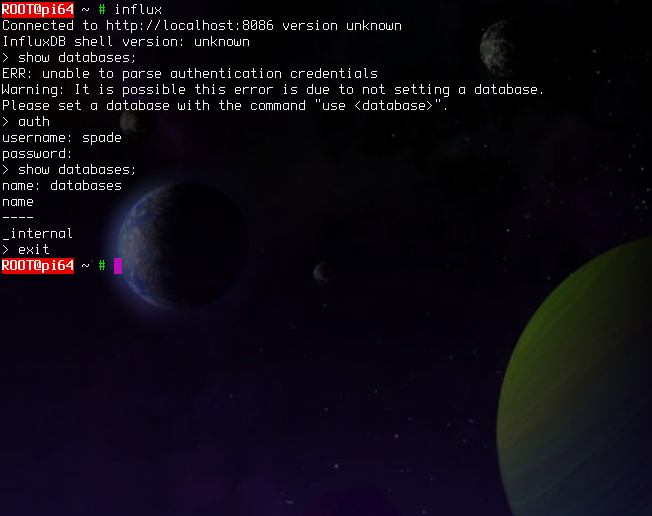 ROOT@pi64 ~ # influx
Connected to http://localhost:8086 version unknown
InfluxDB shell version: unknown
> show databases;
ERR: unable to parse authentication credentials
Warning: It is possible this error is due to not setting a database.
Please set a database with the command "use <database>".
> auth
username: spade
password:
> show databases;
name: databases
name
----
_internal
> exit
ROOT@pi64 ~ #